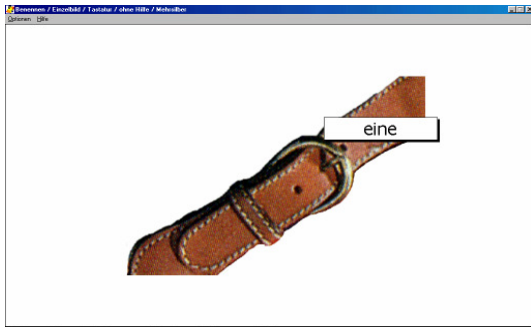 Benennen / Einzelbild / Tastatur / ohne Hilfe / Mehrsilber
Optionen Hilfe
eine